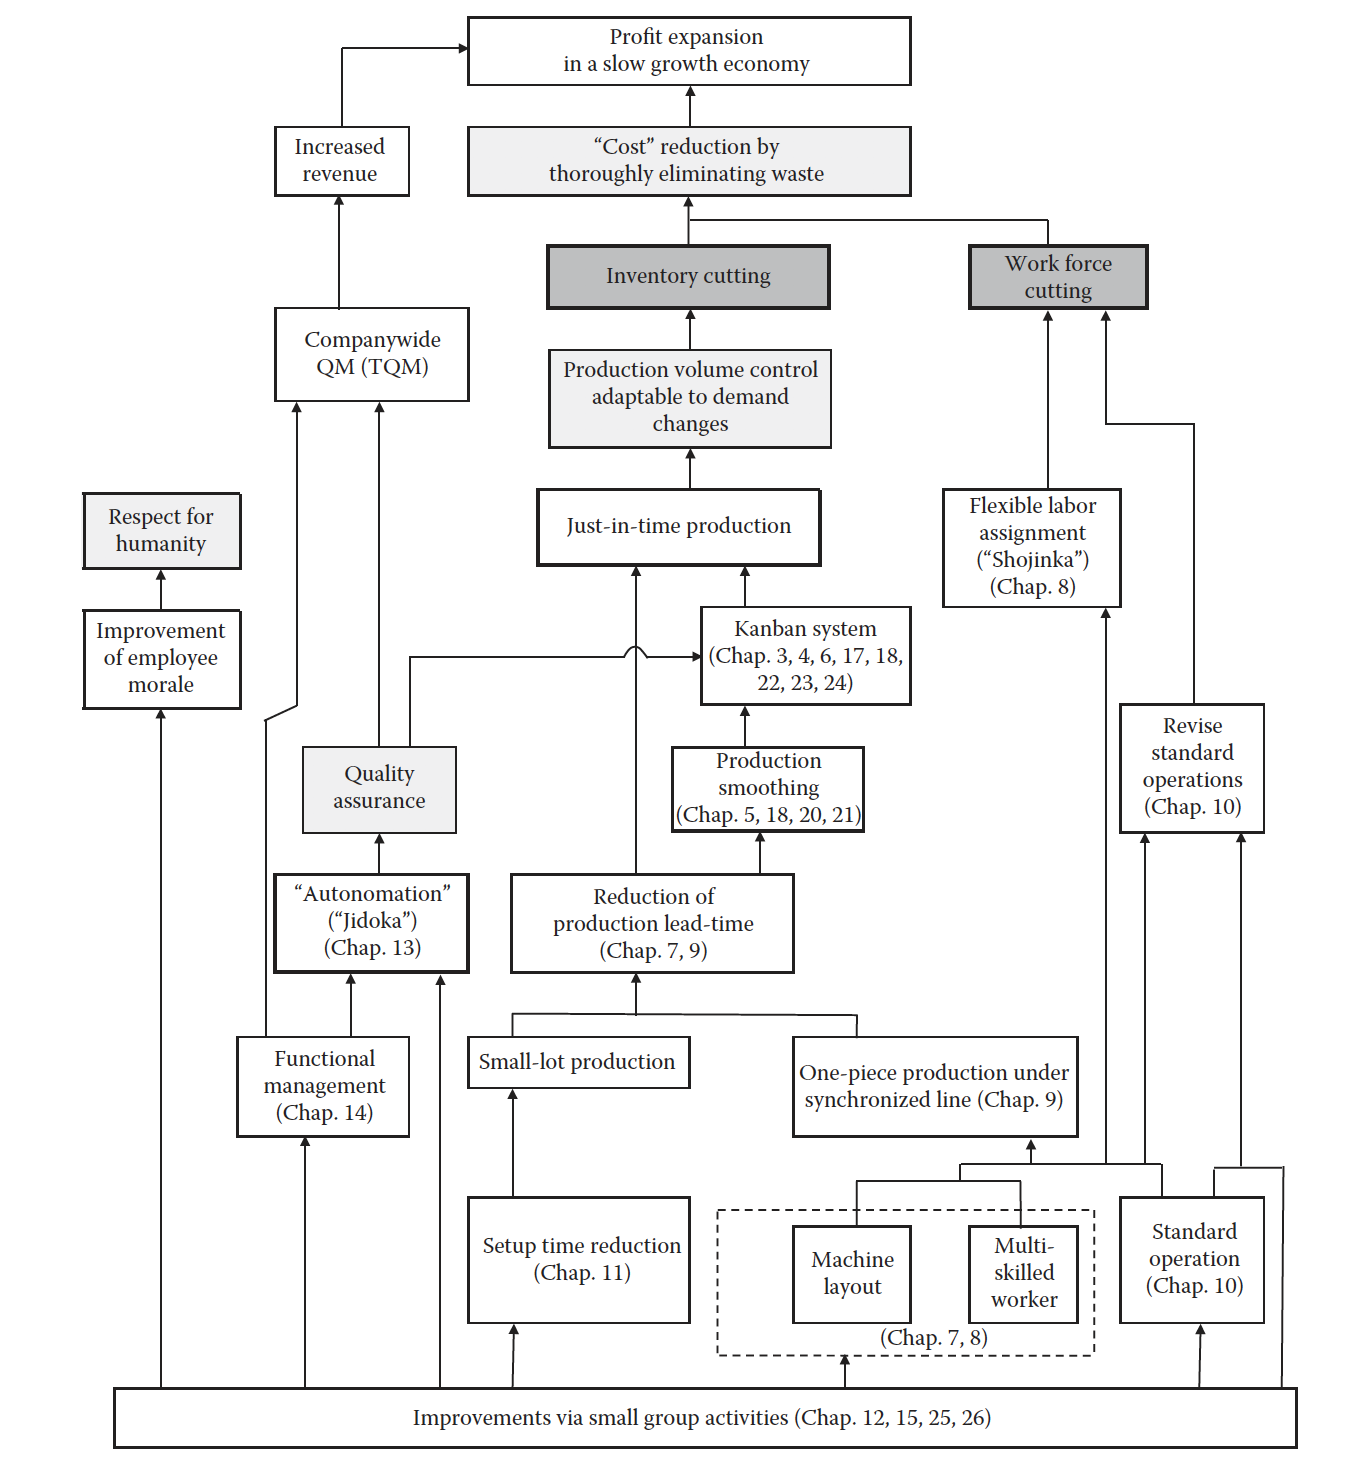 Profit expansion
in a slow growth economy
Increased
revenue
“Cost” reduction by
thoroughly eliminating waste
Inventory cutting
Work force
cutting
Companywide
QM (TQM)
Production volume control
adaptable to demand
changes
Respect for
humanity
Just-in-time production
Flexible labor
assignment
(“Shojinka”)
(Chap. 8)
Improvement
of employee
morale
Kanban system
(Chap. 3, 4, 6, 17, 18,
22, 23, 24)
Revise
standard
operations
(Chap. 10)
Quality
assurance
Production
smoothing
(Chap. 5, 18, 20, 21)
“Autonomation”
(“Jidoka”)
(Chap. 13)
Reduction of
production lead-time
(Chap. 7, 9)
Functional
management
(Chap. 14)
Small-lot production
One-piece production under
synchronized line (Chap. 9)
Setup time reduction
(Chap. 11)
Machine
layout
Multi-
skilled
worker
(Chap. 7, 8)
Standard
operation
(Chap. 10)
Improvements via small group activities (Chap. 12, 15, 25, 26)